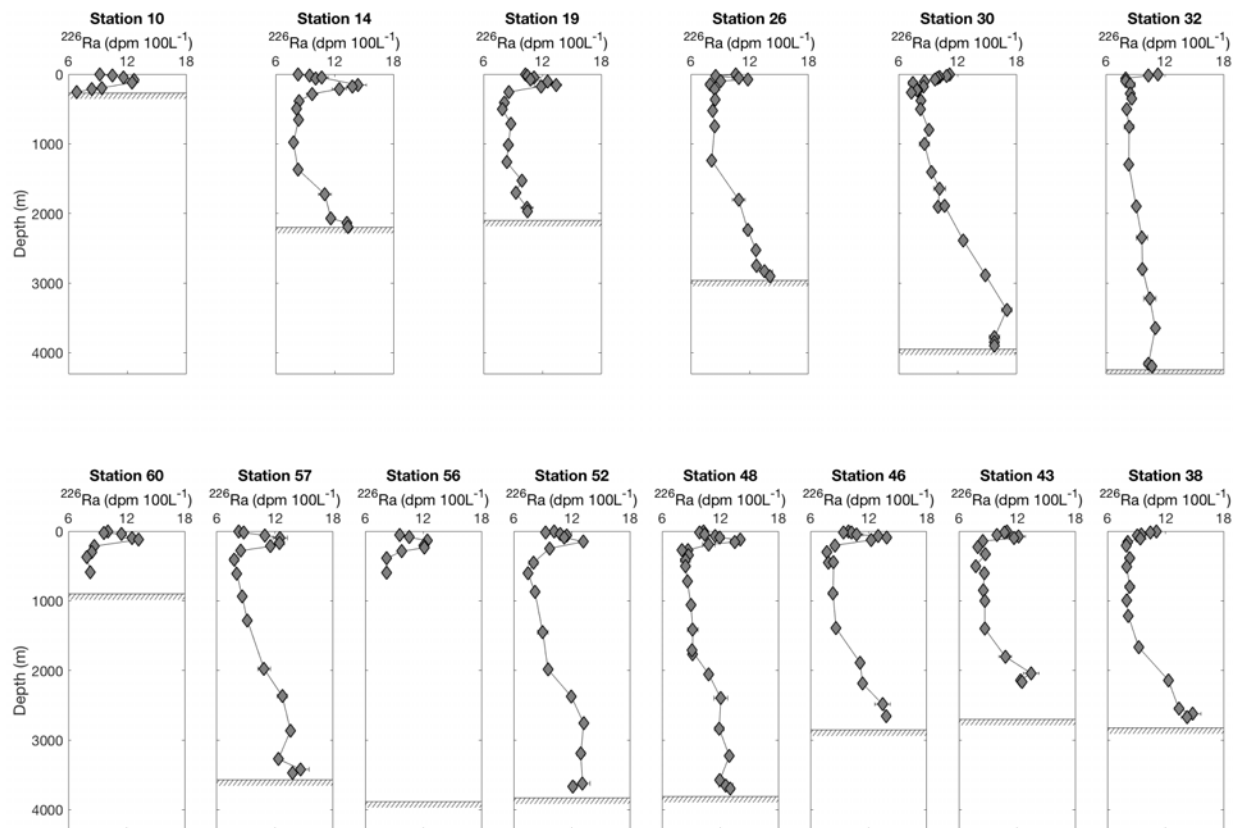 Station 10 Station 14 Station 19 Station 26 Station 30 Station 32
²²⁶Ra (dpm 100L⁻¹) ²²⁶Ra (dpm 100L⁻¹) ²²⁶Ra (dpm 100L⁻¹) ²²⁶Ra (dpm 100L⁻¹) ²²⁶Ra (dpm 100L⁻¹) ²²⁶Ra (dpm 100L⁻¹)
6 12 18 6 12 18 6 12 18 6 12 18 6 12 18 6 12 18
0
1000
2000
3000
4000
Depth (m)
Station 60 Station 57 Station 56 Station 52 Station 48 Station 46 Station 43 Station 38
²²⁶Ra (dpm 100L⁻¹) ²²⁶Ra (dpm 100L⁻¹) ²²⁶Ra (dpm 100L⁻¹) ²²⁶Ra (dpm 100L⁻¹) ²²⁶Ra (dpm 100L⁻¹) ²²⁶Ra (dpm 100L⁻¹) ²²⁶Ra (dpm 100L⁻¹) ²²⁶Ra (dpm 100L⁻¹)
6 12 18 6 12 18 6 12 18 6 12 18 6 12 18 6 12 18 6 12 18 6 12 18
0
1000
2000
3000
4000
Depth (m)